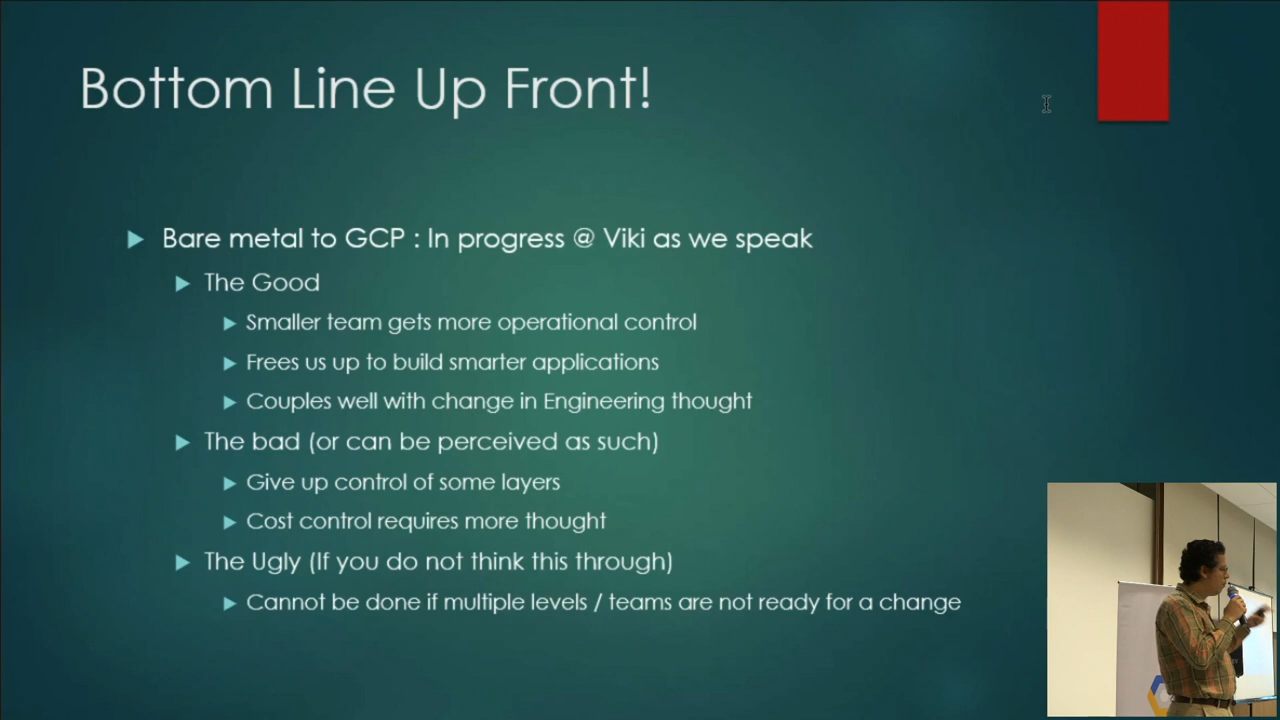 Bottom Line Up Front!
Bare metal to GCP : In progress @ Viki as we speak
The Good
Smaller team gets more operational control
Frees us up to build smarter applications
Couples well with change in Engineering thought
The bad (or can be perceived as such)
Give up control of some layers
Cost control requires more thought
The Ugly (If you do not think this through)
Cannot be done if multiple levels / teams are not ready for a change